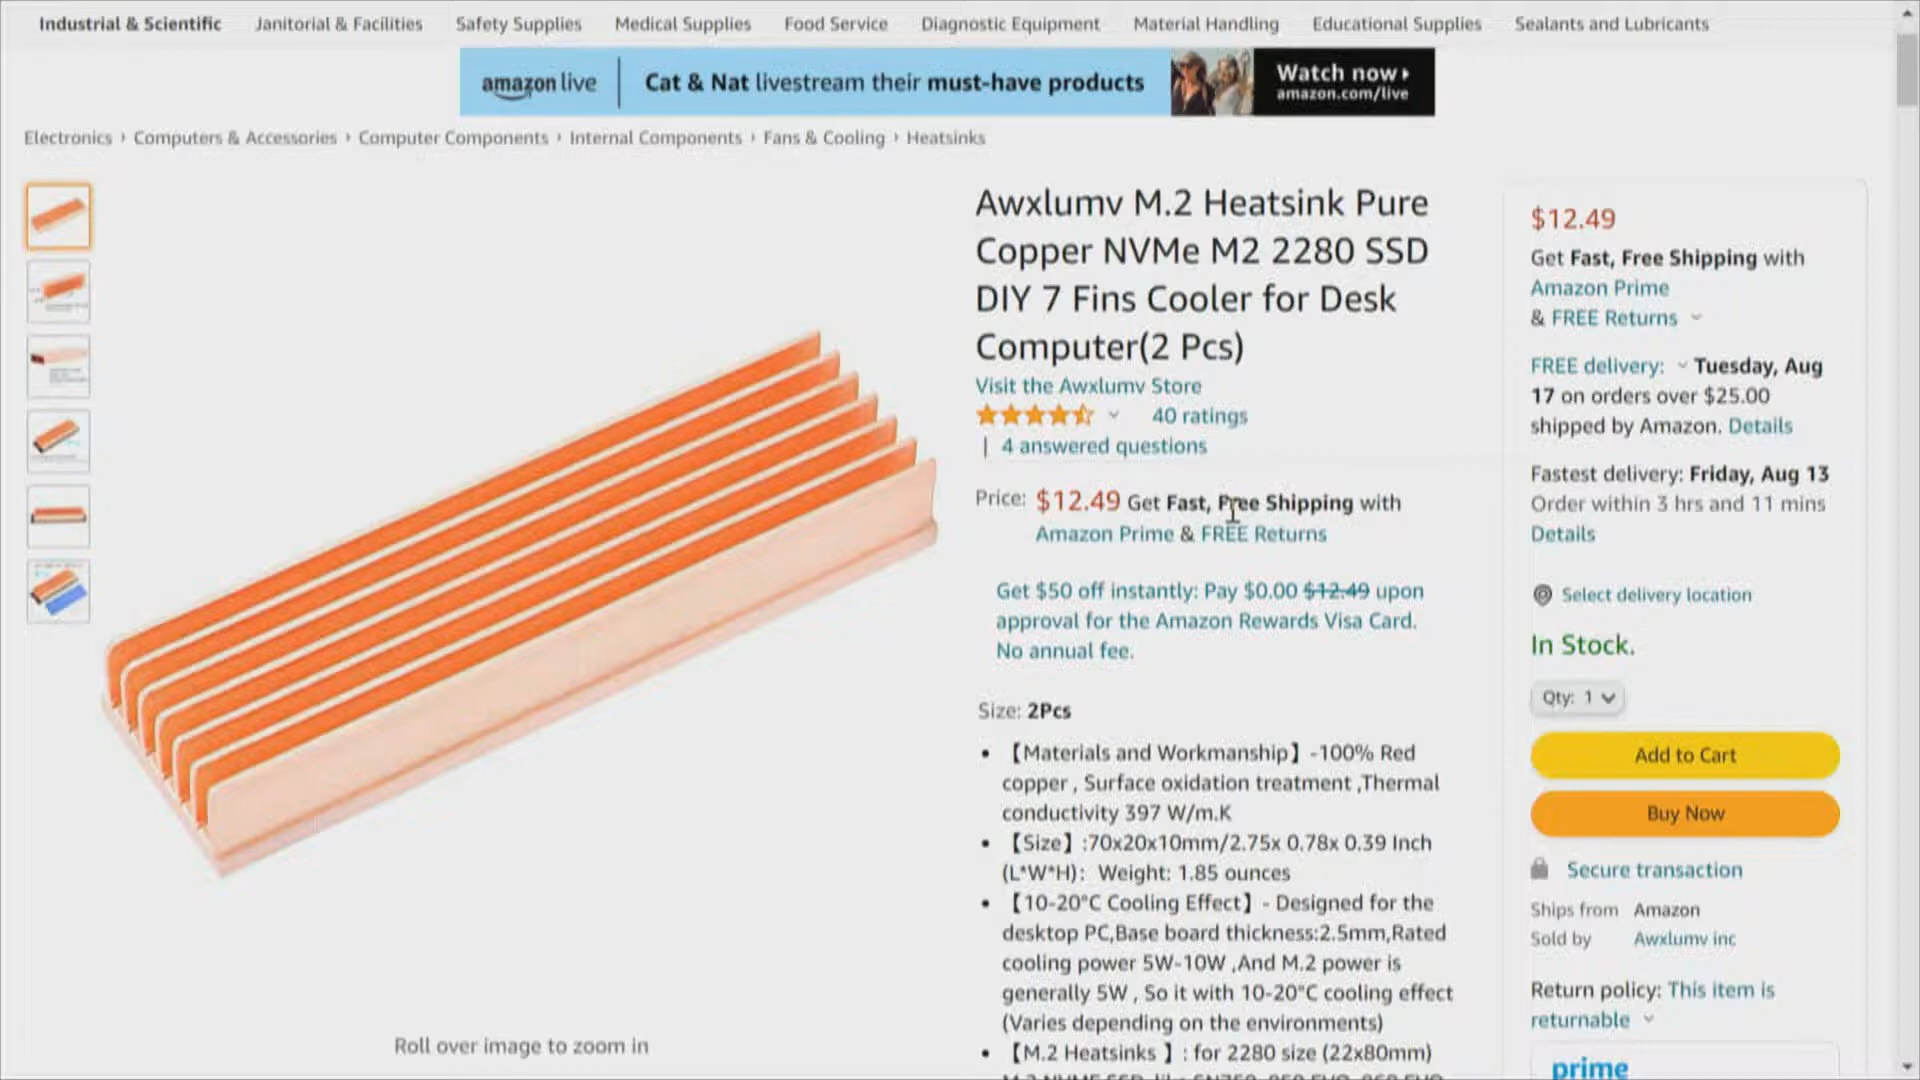 Industrial & Scientific Janitorial & Facilities Safety Supplies Medical Supplies Food Service Diagnostic Equipment Material Handling Educational Supplies Sealants and Lubricants
amazon live Cat & Nat livestream their must-have products Watch now
amazon.com/live
Electronics › Computers & Accessories › Computer Components › Internal Components › Fans & Cooling › Heatsinks
Awxlumv M.2 Heatsink Pure
Copper NVMe M2 2280 SSD
DIY 7 Fins Cooler for Desk
Computer(2 Pcs)
Visit the Awxlumv Store
40 ratings
| 4 answered questions
Price: $12.49 Get Fast, Free Shipping with
Amazon Prime & FREE Returns
Get $50 off instantly: Pay $0.00 $12.49 upon
approval for the Amazon Rewards Visa Card.
No annual fee.
Size: 2Pcs
• 【Materials and Workmanship】-100% Red
copper , Surface oxidation treatment ,Thermal
conductivity 397 W/m.K
• 【Size】:70x20x10mm/2.75x 0.78x 0.39 Inch
(L*W*H): Weight: 1.85 ounces
• 【10-20°C Cooling Effect】- Designed for the
desktop PC,Base board thickness:2.5mm,Rated
cooling power 5W-10W ,And M.2 power is
generally 5W , So it with 10-20°C cooling effect
(Varies depending on the environments)
• 【M.2 Heatsinks 】: for 2280 size (22x80mm)
Roll over image to zoom in
$12.49
Get Fast, Free Shipping with
Amazon Prime
& FREE Returns
FREE delivery: Tuesday, Aug
17 on orders over $25.00
shipped by Amazon. Details
Fastest delivery: Friday, Aug 13
Order within 3 hrs and 11 mins
Details
Select delivery location
In Stock.
Qty: 1
Add to Cart
Buy Now
Secure transaction
Ships from Amazon
Sold by Awxlumv inc
Return policy: This item is
returnable
prime